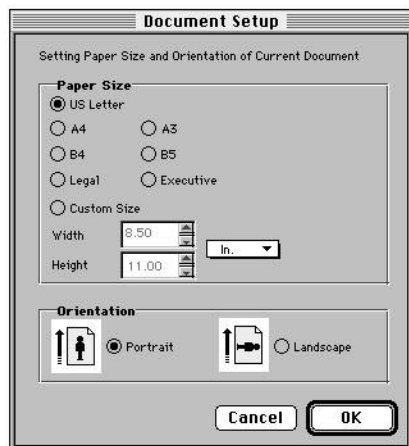 Document Setup
Setting Paper Size and Orientation of Current Document
Paper Size
US Letter
A4 A3
B4 B5
Legal Executive
Custom Size
Width 8.50
In.
Height 11.00
Orientation
Portrait Landscape
Cancel OK